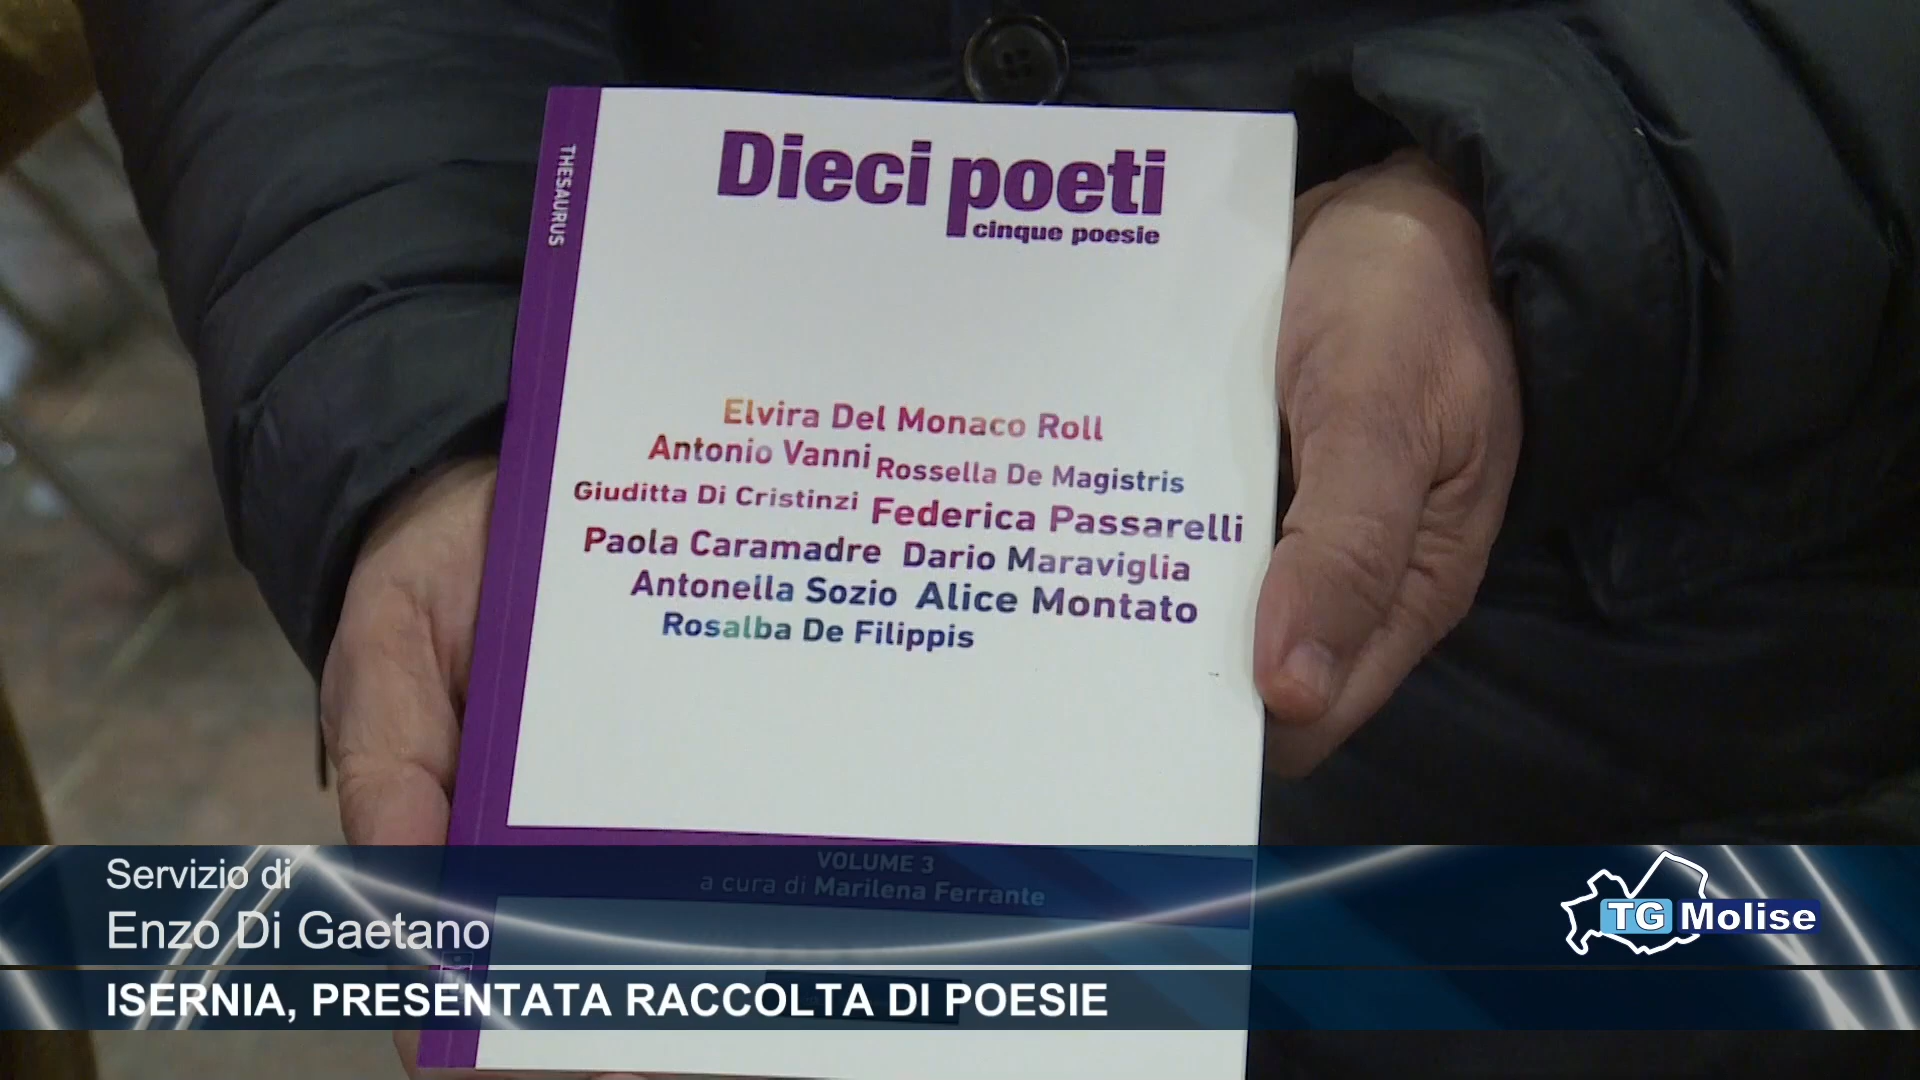 THESAURUS
Dieci poeti
cinque poesie
Elvira Del Monaco Roll
Antonio Vanni Rossella De Magistris
Giuditta Di Cristinzi Federica Passarelli
Paola Caramadre Dario Maraviglia
Antonella Sozio Alice Montato
Rosalba De Filippis
VOLUME 3
a cura di Marilena Ferrante
Servizio di
Enzo Di Gaetano
TG Molise
ISERNIA, PRESENTATA RACCOLTA DI POESIE